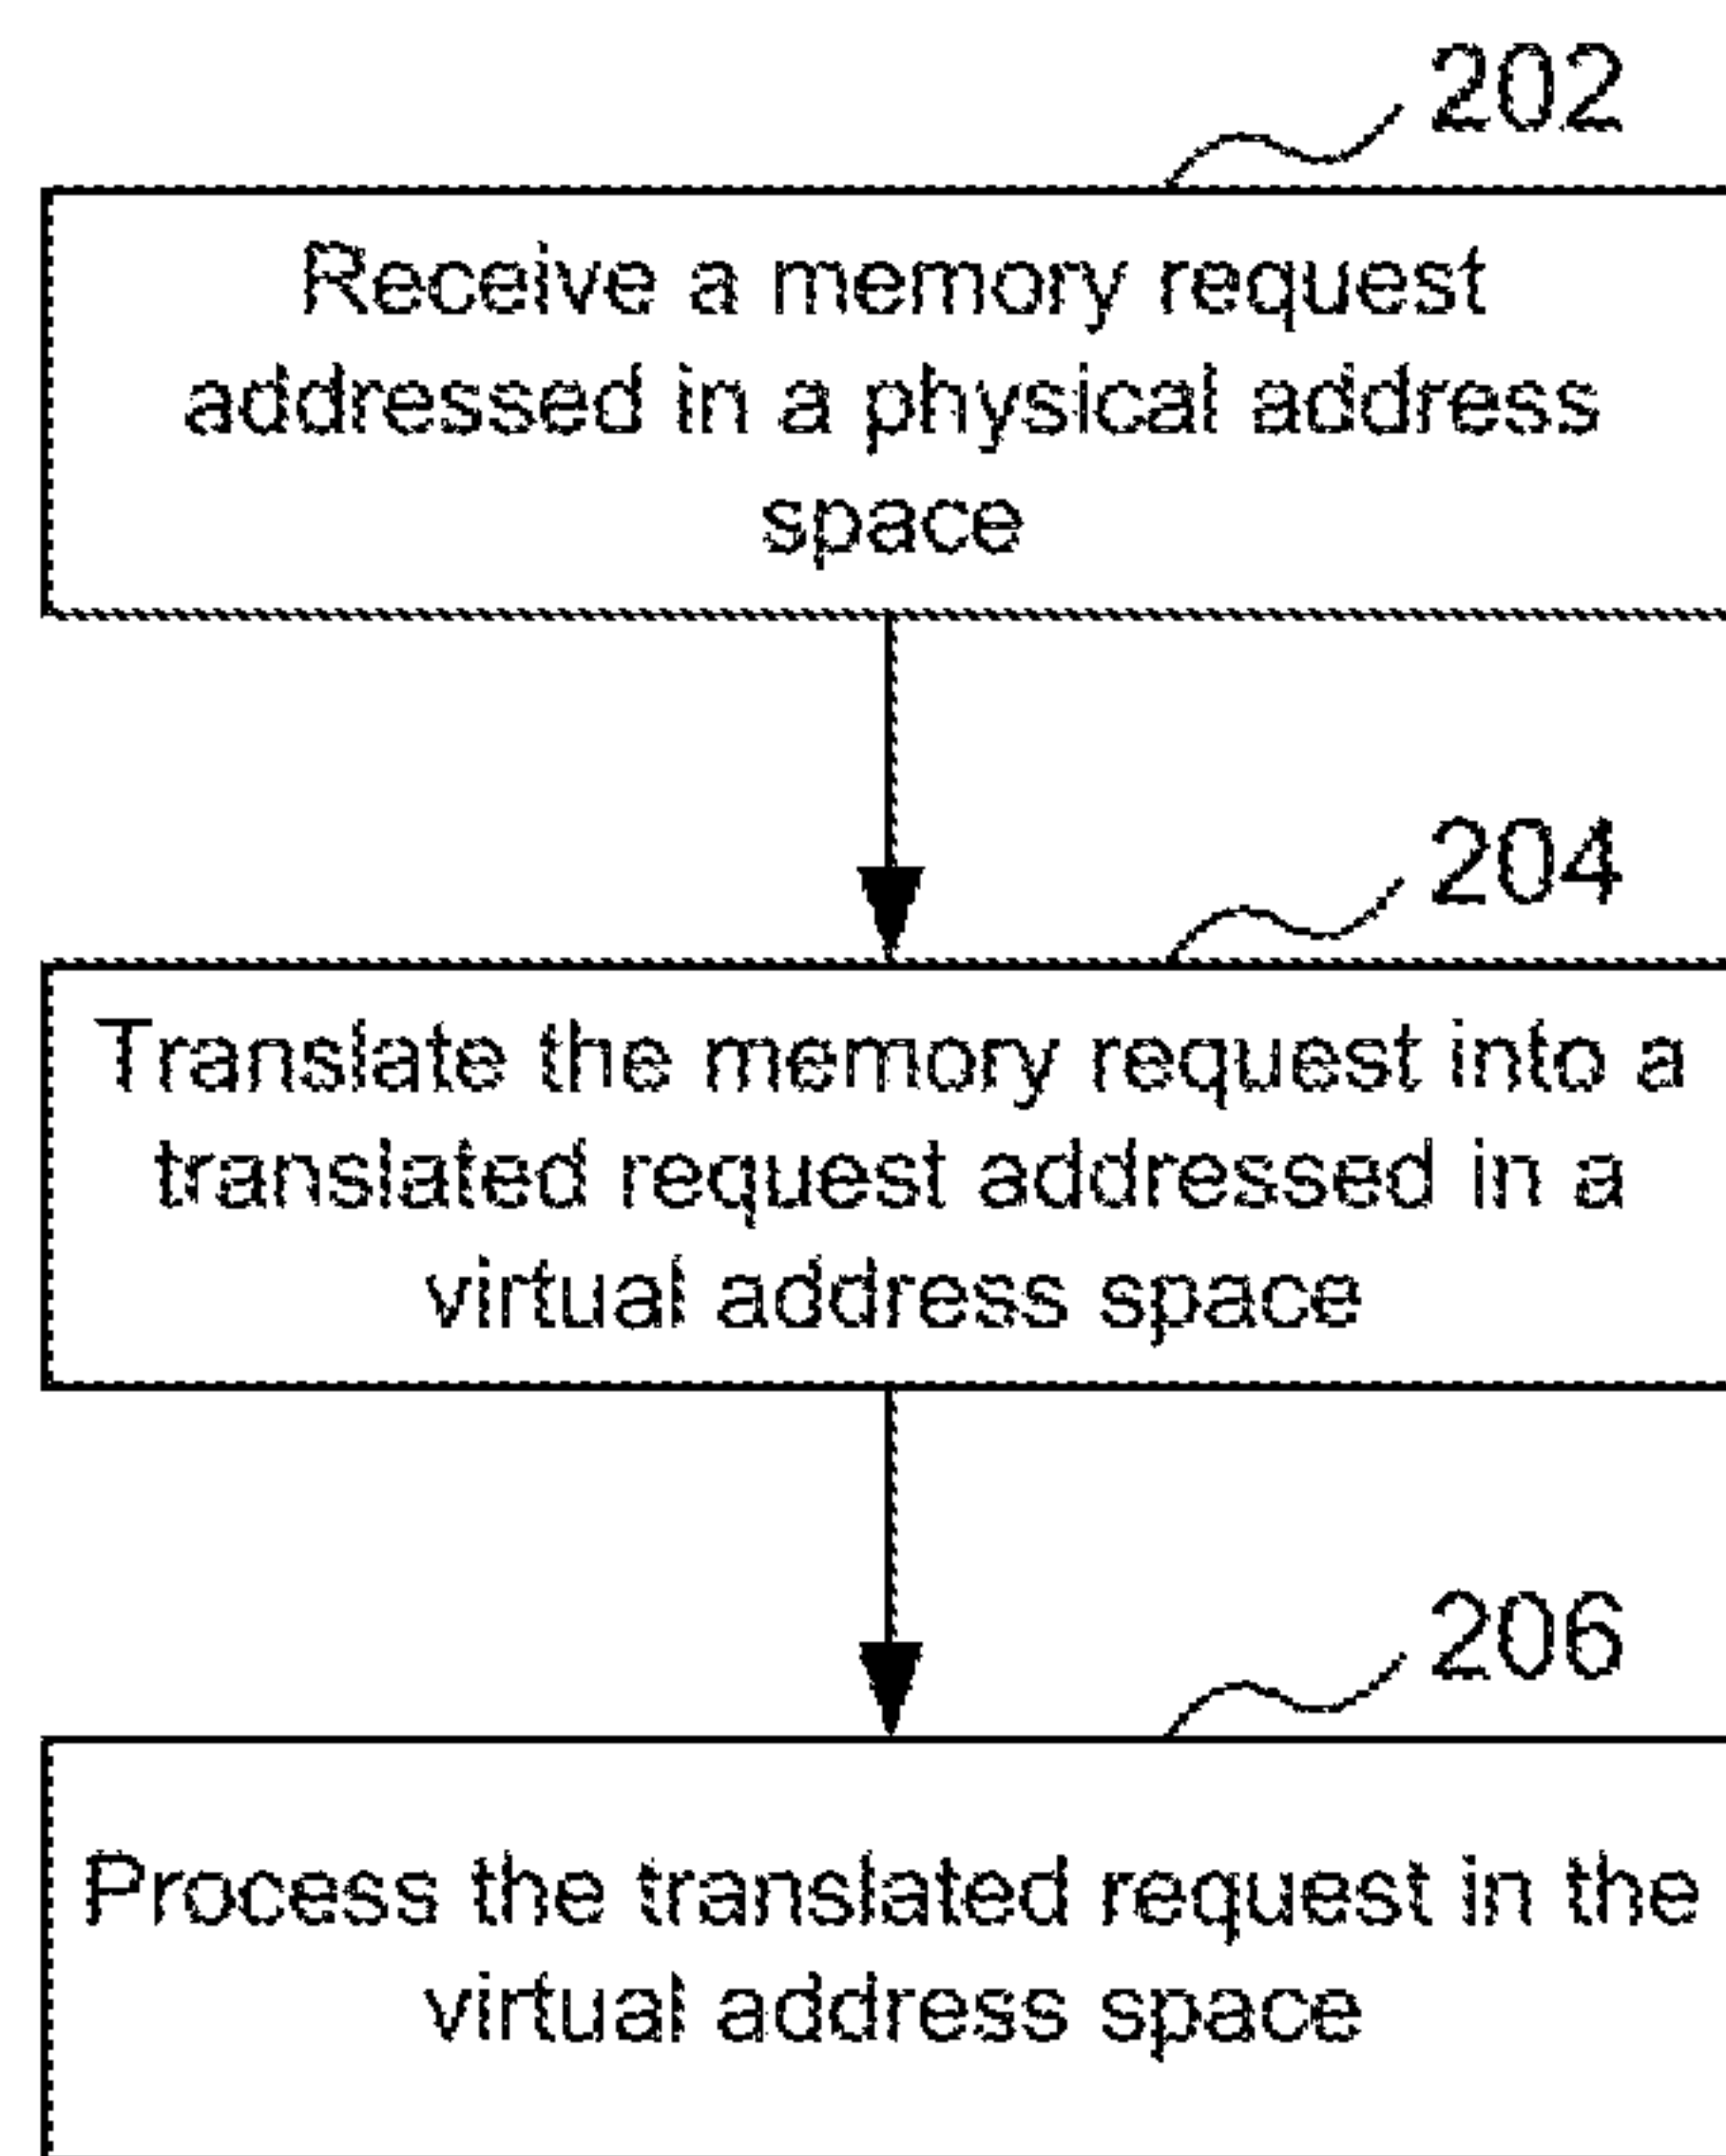 202
Receive a memory request
addressed in a physical address
space
204
Translate the memory request into a
translated request addressed in a
virtual address space
206
Process the translated request in the
virtual address space